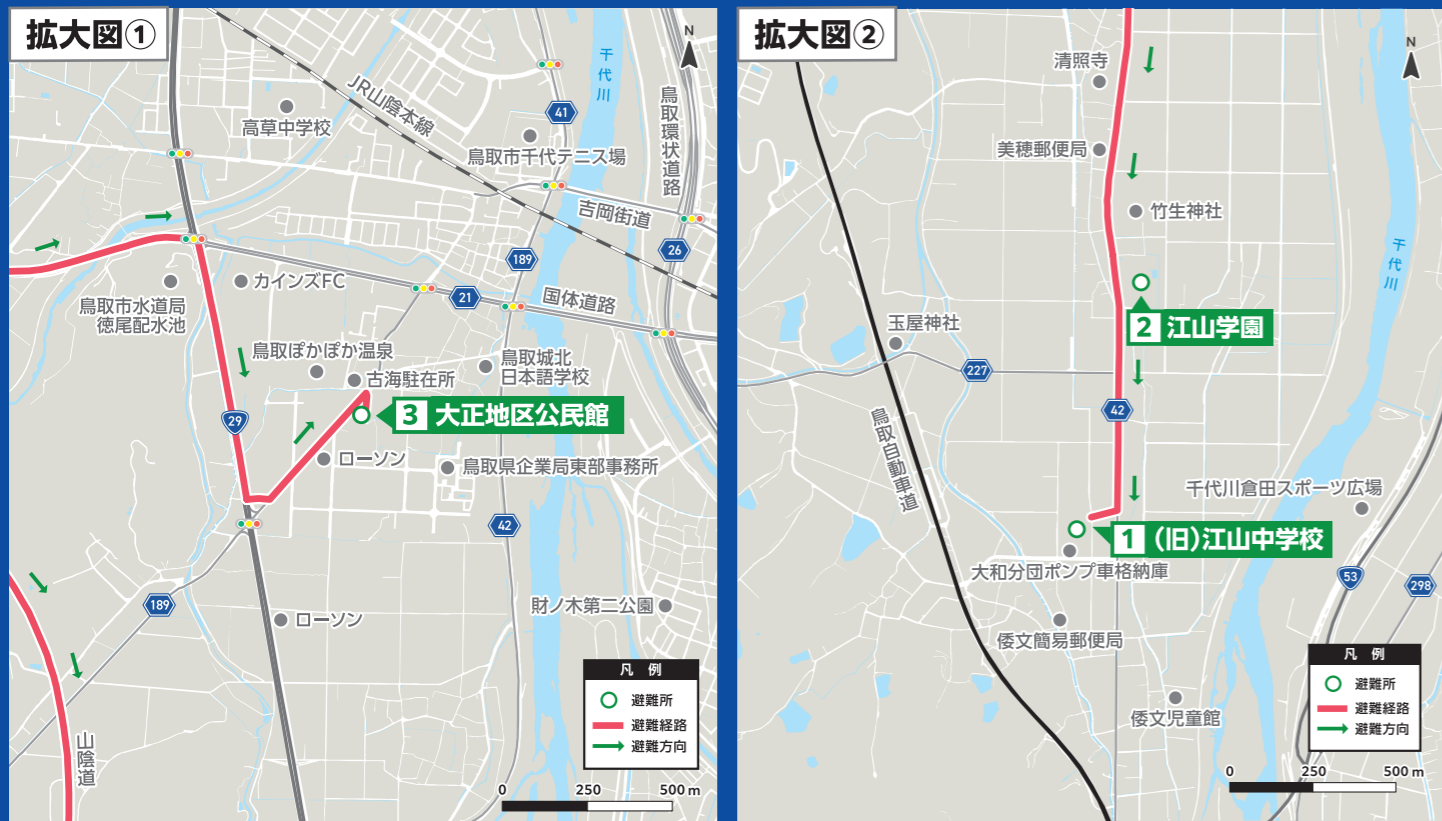 拡大図①
N
千代川
JR山陰本線
41
鳥取環状道路
高草中学校
鳥取市千代テニス場
吉岡街道
26
189
カインズFC
21
国体道路
鳥取市水道局
徳尾配水池
鳥取ぽかぽか温泉
古海駐在所
鳥取城北
日本語学校
29
3 大正地区公民館
ローソン
鳥取県企業局東部事務所
42
189
ローソン
財ノ木第二公園
山陰道
凡 例
避難所
避難経路
避難方向
0 250 500 m
拡大図②
N
清照寺
美穂郵便局
竹生神社
千代川
2 江山学園
玉屋神社
227
42
鳥取自動車道
千代川倉田スポーツ広場
1 (旧)江山中学校
大和分団ポンプ車格納庫
53
298
倭文簡易郵便局
倭文児童館
凡 例
避難所
避難経路
避難方向
0 250 500 m